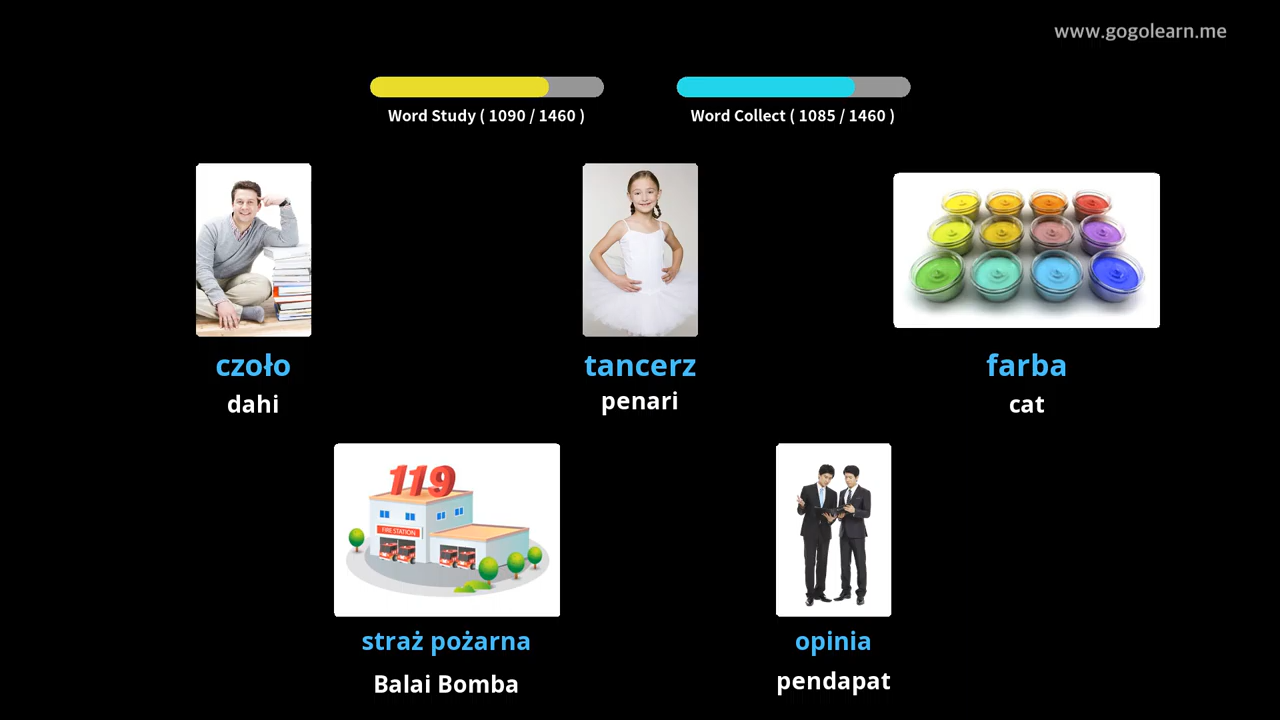 www.gogolearn.me
Word Study ( 1090 / 1460 )
Word Collect ( 1085 / 1460 )
czoło
dahi
tancerz
penari
farba
cat
119
FIRE STATION
straż pożarna
Balai Bomba
opinia
pendapat